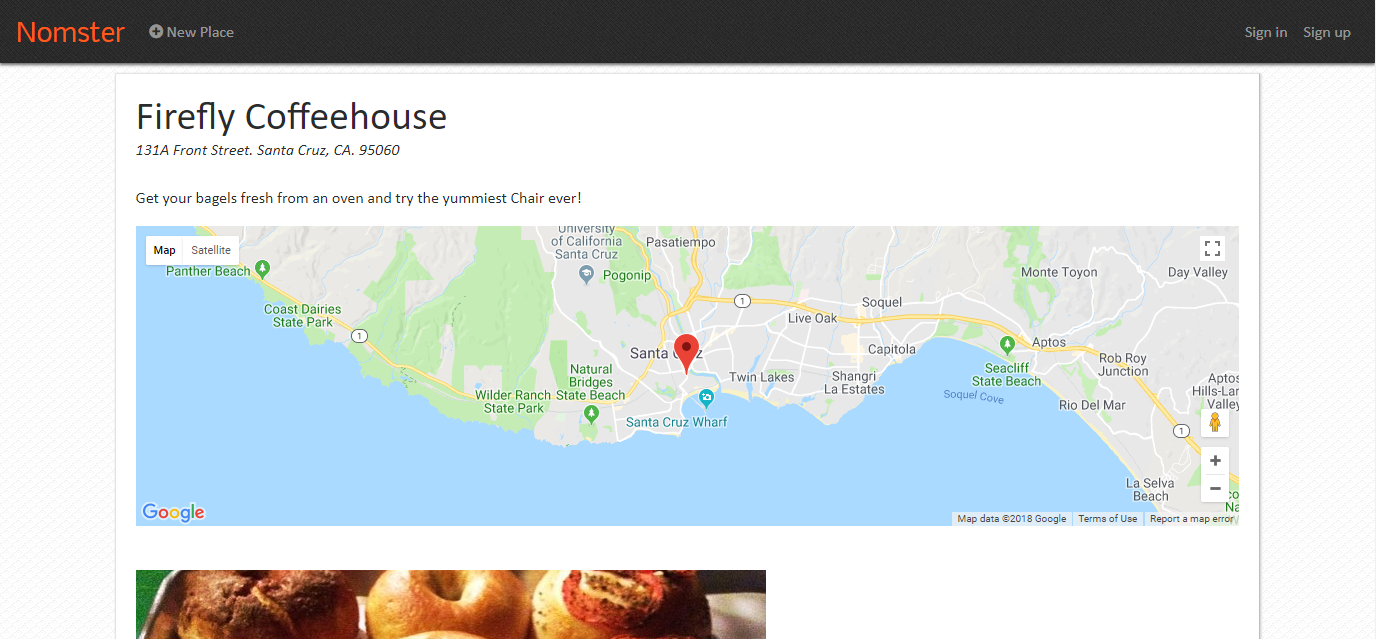 Nomster New Place Sign in Sign up
Firefly Coffeehouse
131A Front Street. Santa Cruz, CA. 95060
Get your bagels fresh from an oven and try the yummiest Chair ever!
Map Satellite
University
of California
Santa Cruz
Pasatiempo
Panther Beach
Pogonip
Monte Toyon
Day Valley
Coast Dairies
State Park
1
1
Soquel
Live Oak
Santa
Capitola
Aptos
Rob Roy
Junction
Natural
Bridges
State Beach
Twin Lakes
Shangri
La Estates
Seacliff
State Beach
Aptos
Valley
Wilder Ranch
State Park
Soquel Cove
Rio Del Mar
Santa Cruz Wharf
1
La Selva
Beach
Google
Map data ©2018 Google Terms of Use Report a map error